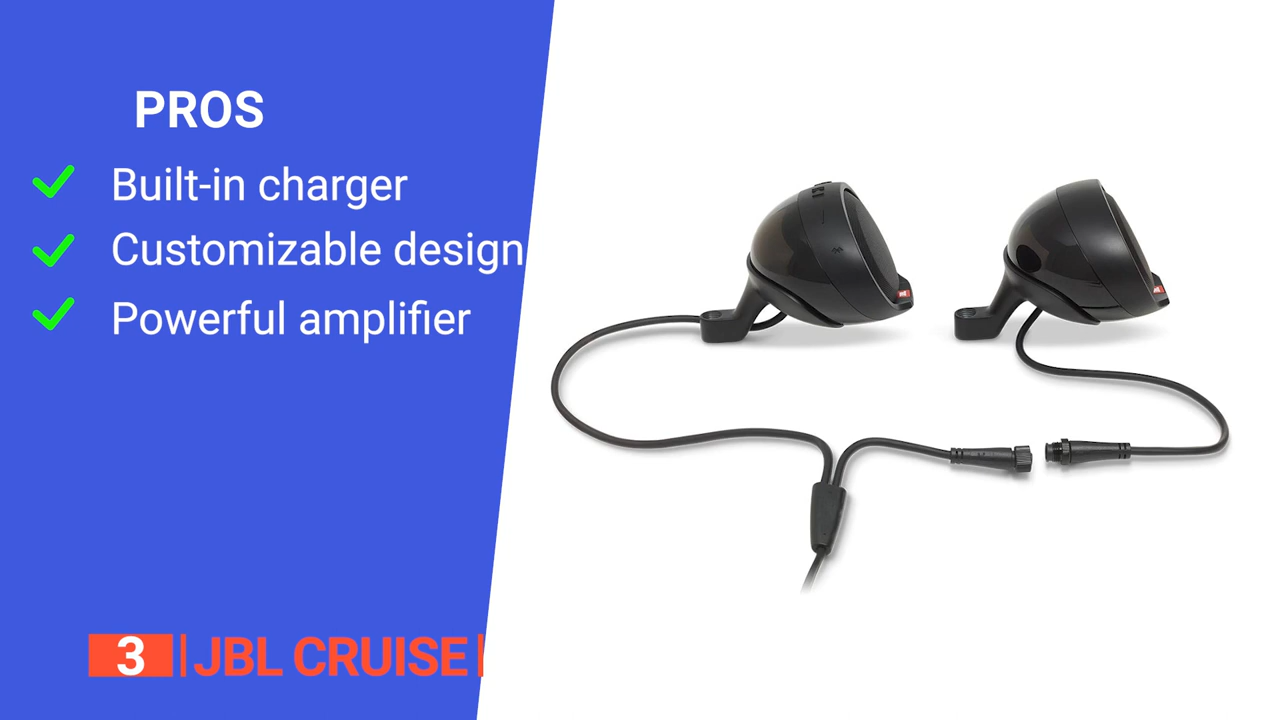 PROS
Built-in charger
Customizable design
Powerful amplifier
3 JBL CRUISE